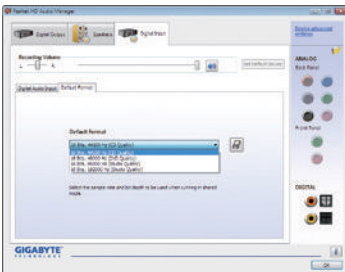 Realtek HD Audio Manager
Digital Output
Speakers
Digital Input
Device advanced settings
Recording Volume
L
R
Set Default Device
ANALOG
Back Panel
Digital Audio Input
Default Format
Default Format
16 Bits, 44100 Hz (CD Quality)
16 Bits, 44100 Hz (CD Quality)
16 Bits, 48000 Hz (DVD Quality)
16 Bits, 96000 Hz (Studio Quality)
16 Bits, 192000 Hz (Studio Quality)
Front Panel
Select the sample rate and bit depth to be used when running in shared mode.
DIGITAL
GIGABYTE
TECHNOLOGY
OK